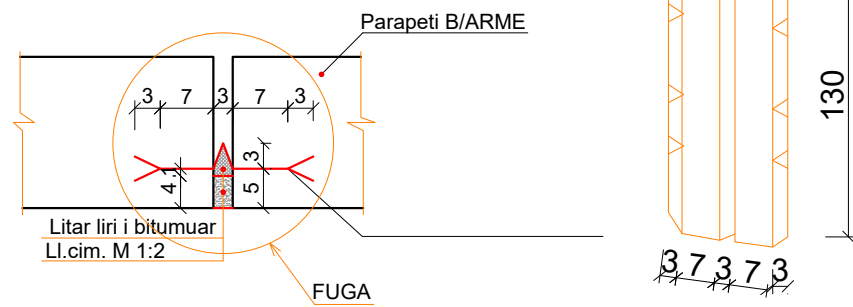 Parapeti B/ARME
3 7 3 7 3
3
4,1 5
130
Litar liri i bitumuar
Ll.cim. M 1:2
FUGA
3 7 3 7 3